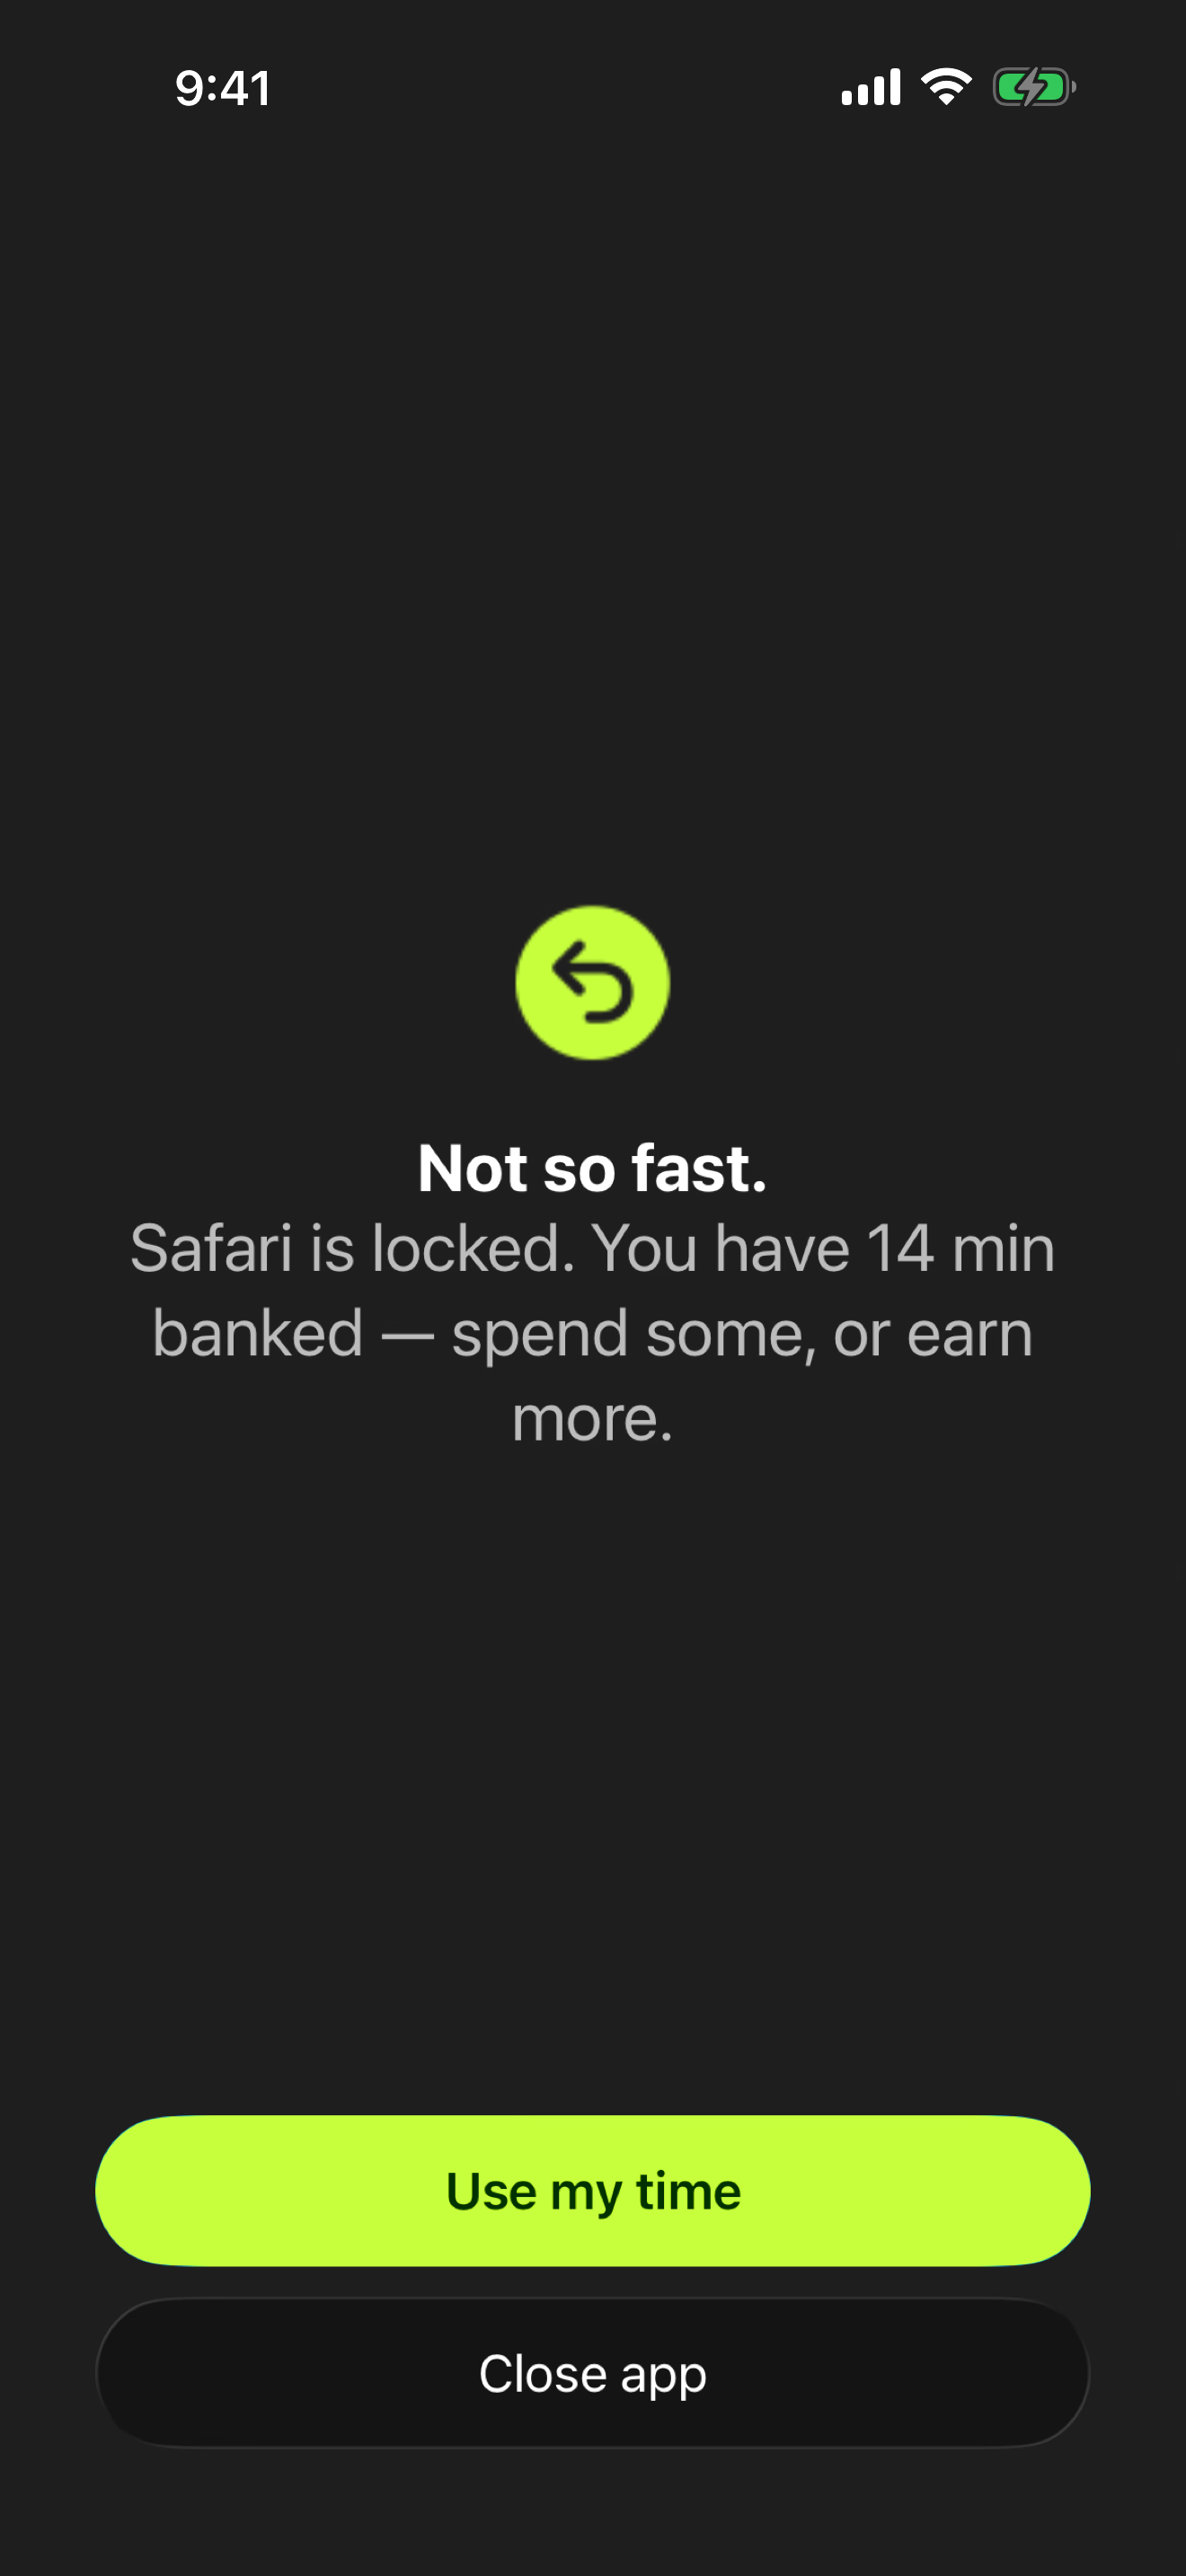 9:41
Not so fast.
Safari is locked. You have 14 min
banked — spend some, or earn
more.
Use my time
Close app